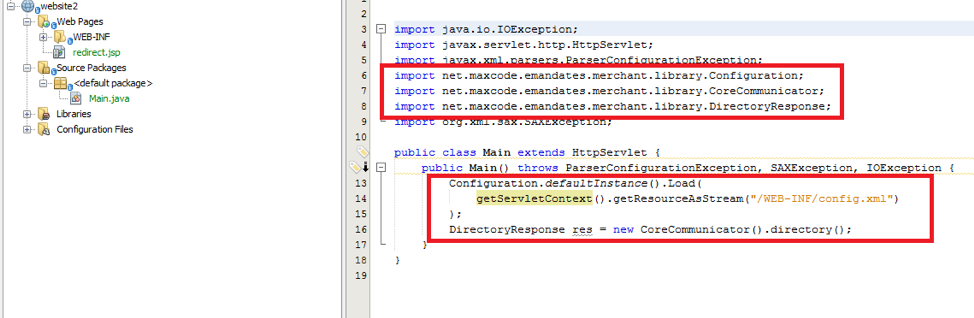 website2
Web Pages
WEB-INF
redirect.jsp
Source Packages
<default package>
Main.java
Libraries
Configuration Files
1
2
3 import java.io.IOException;
4 import javax.servlet.http.HttpServlet;
5 import javax.xml.parsers.ParserConfigurationException;
6 import net.maxcode.emandates.merchant.library.Configuration;
7 import net.maxcode.emandates.merchant.library.CoreCommunicator;
8 import net.maxcode.emandates.merchant.library.DirectoryResponse;
9 import org.xml.sax.SAXException;
10
public class Main extends HttpServlet {
public Main() throws ParserConfigurationException, SAXException, IOException {
13 Configuration.defaultInstance().Load(
14 getServletContext().getResourceAsStream("/WEB-INF/config.xml")
15 );
16 DirectoryResponse res = new CoreCommunicator().directory();
17 }
18 }
19